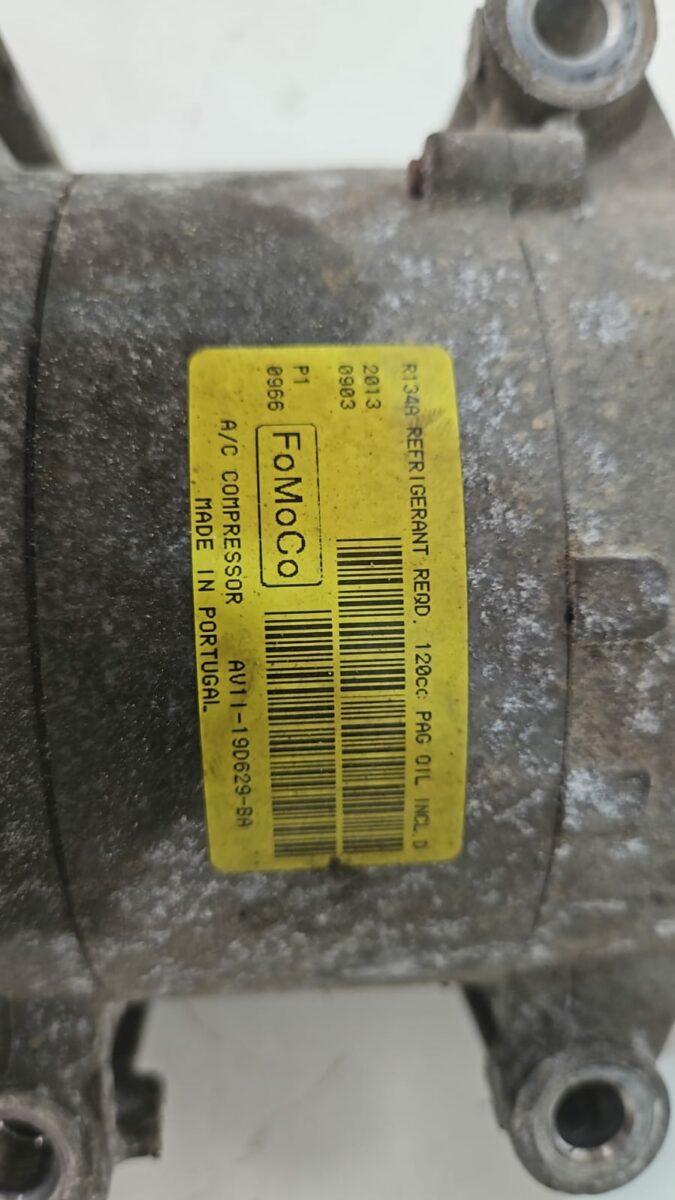 R134A REFRIGERANT REQD. 120cc PAG OIL INCL.D
2013
0903
P1
0966
FoMoCo
A/C COMPRESSOR AV11-19D629-BA
MADE IN PORTUGAL